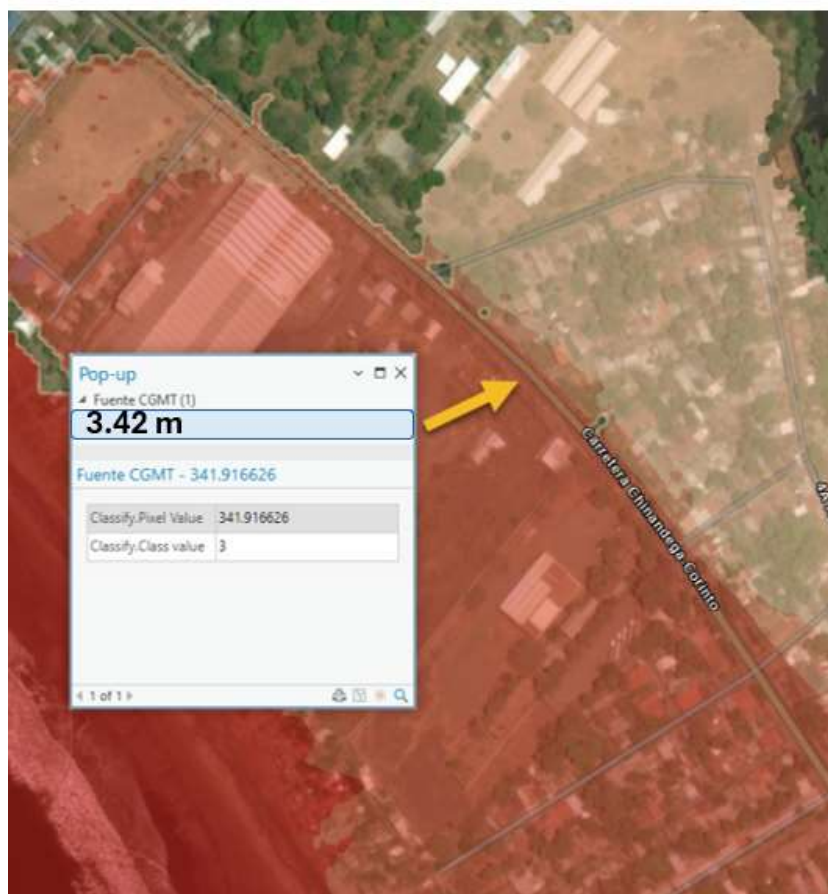 Pop-up
Fuente CGMT (1)
3.42 m
Fuente CGMT - 341.916626
Classify.Pixel Value 341.916626
Classify.Class value 3
1 of 1
Carretera Chinandega-Corinto